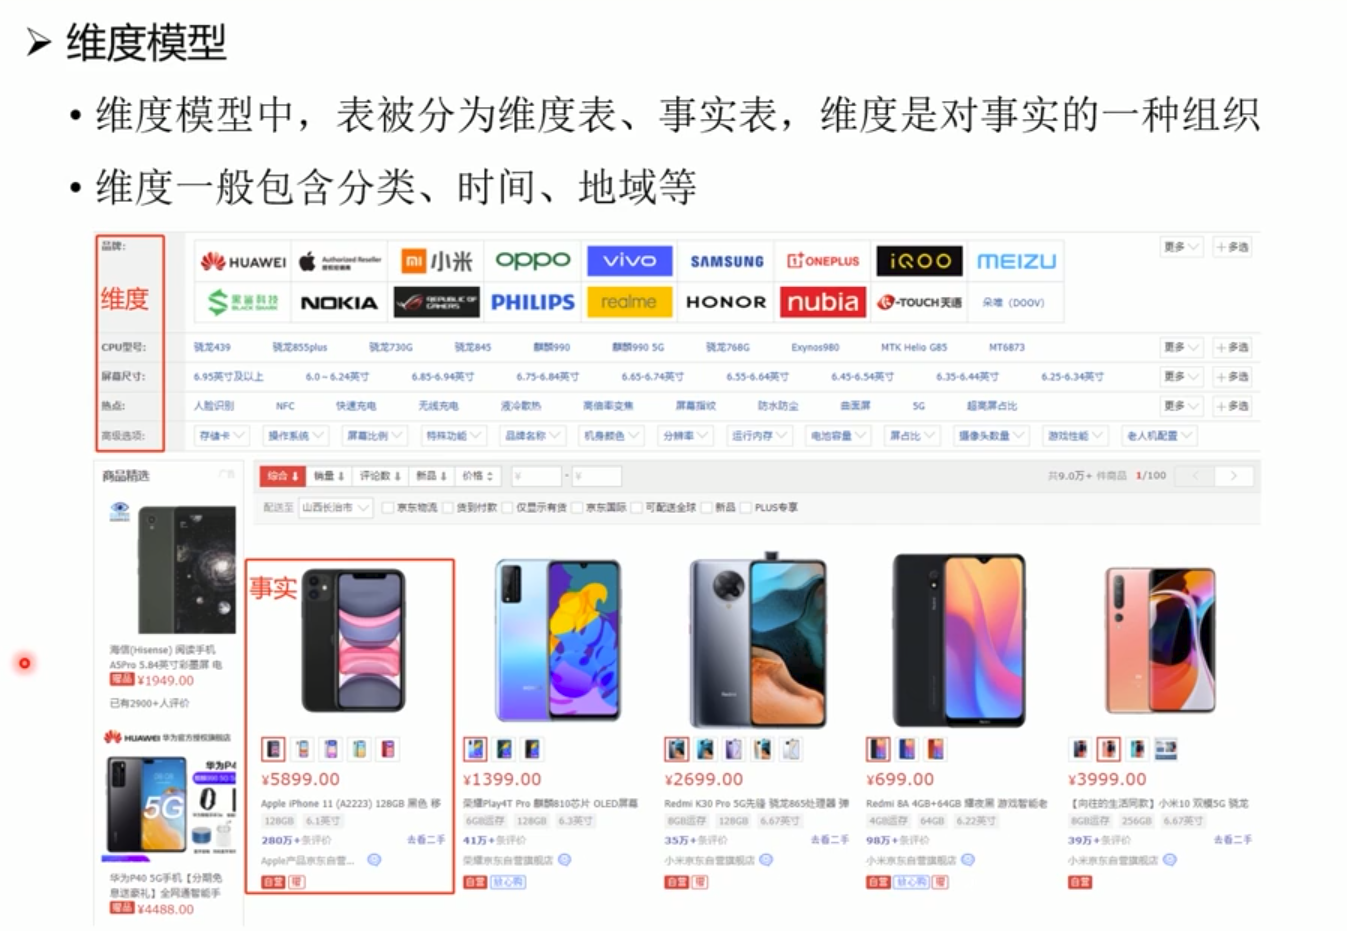 ➤ 维度模型
• 维度模型中，表被分为维度表、事实表，维度是对事实的一种组织
• 维度一般包含分类、时间、地域等
品牌:
维度
HUAWEI Authorized Reseller 小米 oppo vivo SAMSUNG ONEPLUS iQOO MEIZU 更多 +多选
黑鲨科技 BLACK SHARK NOKIA REPUBLIC OF GAMERS PHILIPS realme HONOR nubia K-TOUCH天语 朵唯（DOOV）
CPU型号: 骁龙439 骁龙855plus 骁龙730G 骁龙845 麒麟990 麒麟990 5G 骁龙768G Exynos980 MTK Helio G85 MT6873 更多 +多选
屏幕尺寸: 6.95英寸及以上 6.0～6.24英寸 6.85-6.94英寸 6.75-6.84英寸 6.65-6.74英寸 6.55-6.64英寸 6.45-6.54英寸 6.35-6.44英寸 6.25-6.34英寸 更多 +多选
热点: 人脸识别 NFC 快速充电 无线充电 液冷散热 高倍率变焦 屏幕指纹 防水防尘 曲面屏 5G 超高屏占比 更多 +多选
高级选项: 存储卡 操作系统 屏幕比例 特殊功能 品牌名称 机身颜色 分辨率 运行内存 电池容量 屏占比 摄像头数量 游戏性能 老人机配置
商品精选 广告
综合 销量 评论数 新品 价格 ¥ - ¥ 共9.0万+ 件商品 1/100 < >
配送至 山西长治市 京东物流 货到付款 仅显示有货 京东国际 可配送全球 新品 PLUS专享
海信(Hisense) 阅读手机
A5Pro 5.84英寸彩墨屏 电
赠品 ¥1949.00
已有2900+人评价
HUAWEI 华为官方授权旗舰店
华为P4
5G
华为P40 5G手机【分期免
息送豪礼】全网通智能手
赠品 ¥4488.00
事实
¥5899.00
Apple iPhone 11 (A2223) 128GB 黑色 移
128GB 6.1英寸
280万+条评价 去看二手
Apple产品京东自营...
自营 赠
¥1399.00
荣耀Play4T Pro 麒麟810芯片 OLED屏幕
6GB运存 128GB 6.3英寸
41万+条评价
荣耀京东自营旗舰店
自营 放心购
Redmi
¥2699.00
Redmi K30 Pro 5G先锋 骁龙865处理器 弹
8GB运存 128GB 6.67英寸
35万+条评价 去看二手
小米京东自营旗舰店
自营 赠
¥699.00
Redmi 8A 4GB+64GB 耀夜黑 游戏智能老
4GB运存 64GB 6.22英寸
98万+条评价
小米京东自营旗舰店
自营 放心购 赠
¥3999.00
【向往的生活同款】小米10 双模5G 骁龙
8GB运存 256GB 6.67英寸
39万+条评价 去看二手
小米京东自营旗舰店
自营